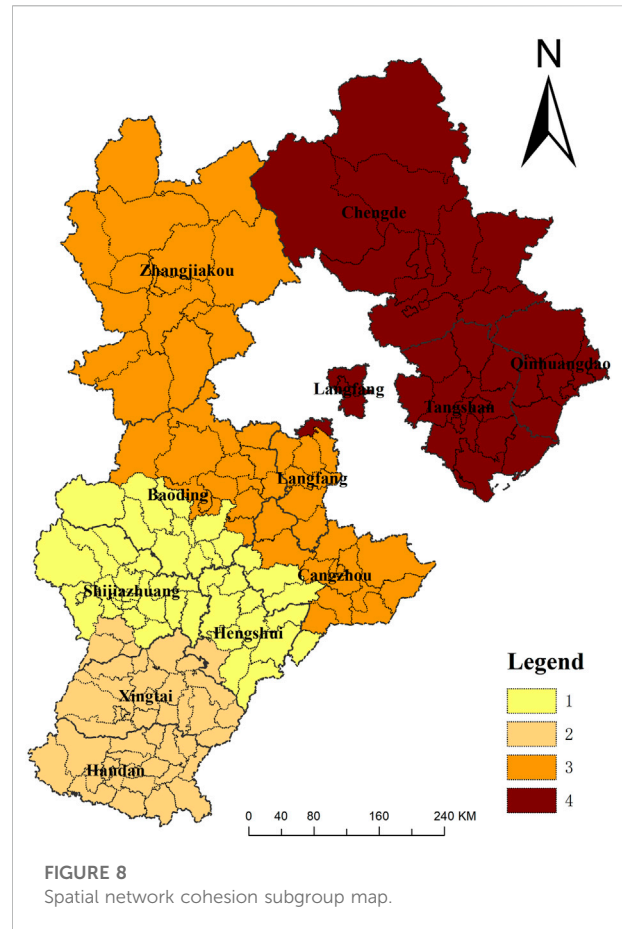 N
Chengde
Zhangjiakou
Qinhuangdao
Langfang
Tangshan
Langfang
Baoding
Cangzhou
Shijiazhuang
Hengshui
Xingtai
Handan
Legend
1
2
3
4
0 40 80 160 240 KM
FIGURE 8
Spatial network cohesion subgroup map.